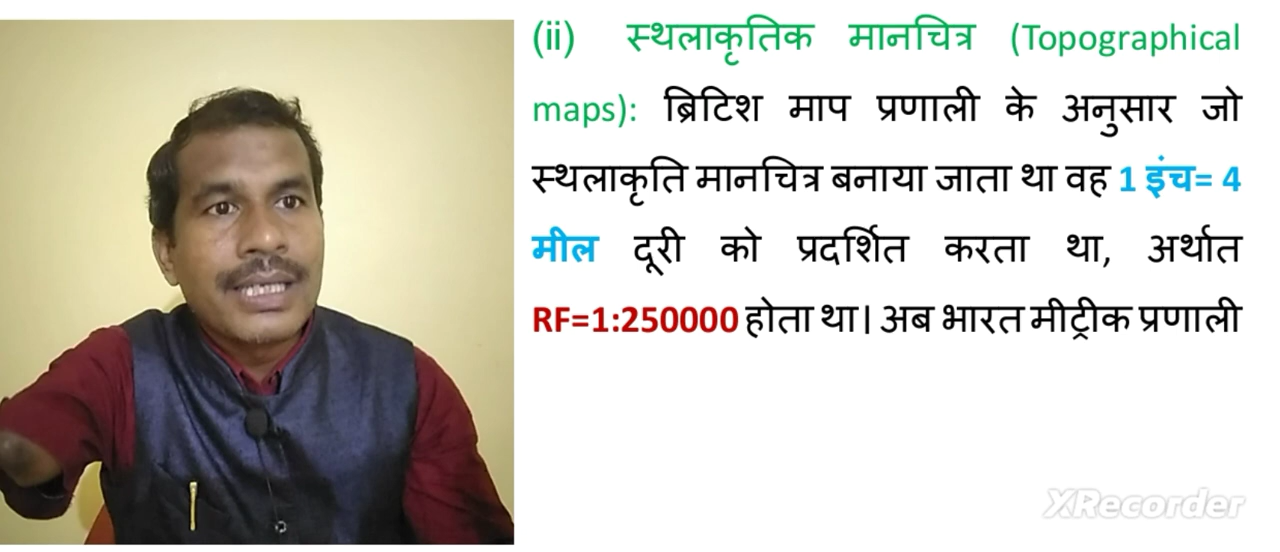 (ii) स्थलाकृतिक मानचित्र (Topographical
maps): ब्रिटिश माप प्रणाली के अनुसार जो
स्थलाकृति मानचित्र बनाया जाता था वह 1 इंच= 4
मील दूरी को प्रदर्शित करता था, अर्थात
RF=1:250000 होता था। अब भारत मीट्रीक प्रणाली
XRecorder